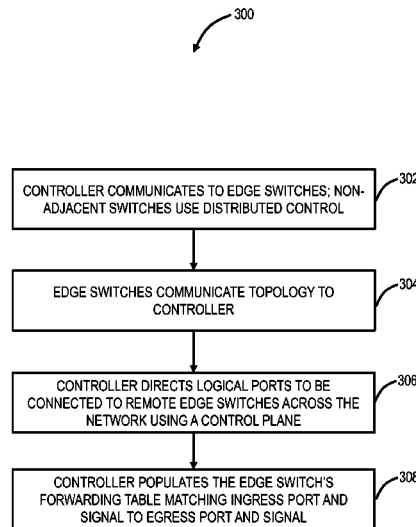 300
302
CONTROLLER COMMUNICATES TO EDGE SWITCHES; NON-
ADJACENT SWITCHES USE DISTRIBUTED CONTROL
304
EDGE SWITCHES COMMUNICATE TOPOLOGY TO
CONTROLLER
306
CONTROLLER DIRECTS LOGICAL PORTS TO BE
CONNECTED TO REMOTE EDGE SWITCHES ACROSS THE
NETWORK USING A CONTROL PLANE
308
CONTROLLER POPULATES THE EDGE SWITCH'S
FORWARDING TABLE MATCHING INGRESS PORT AND
SIGNAL TO EGRESS PORT AND SIGNAL